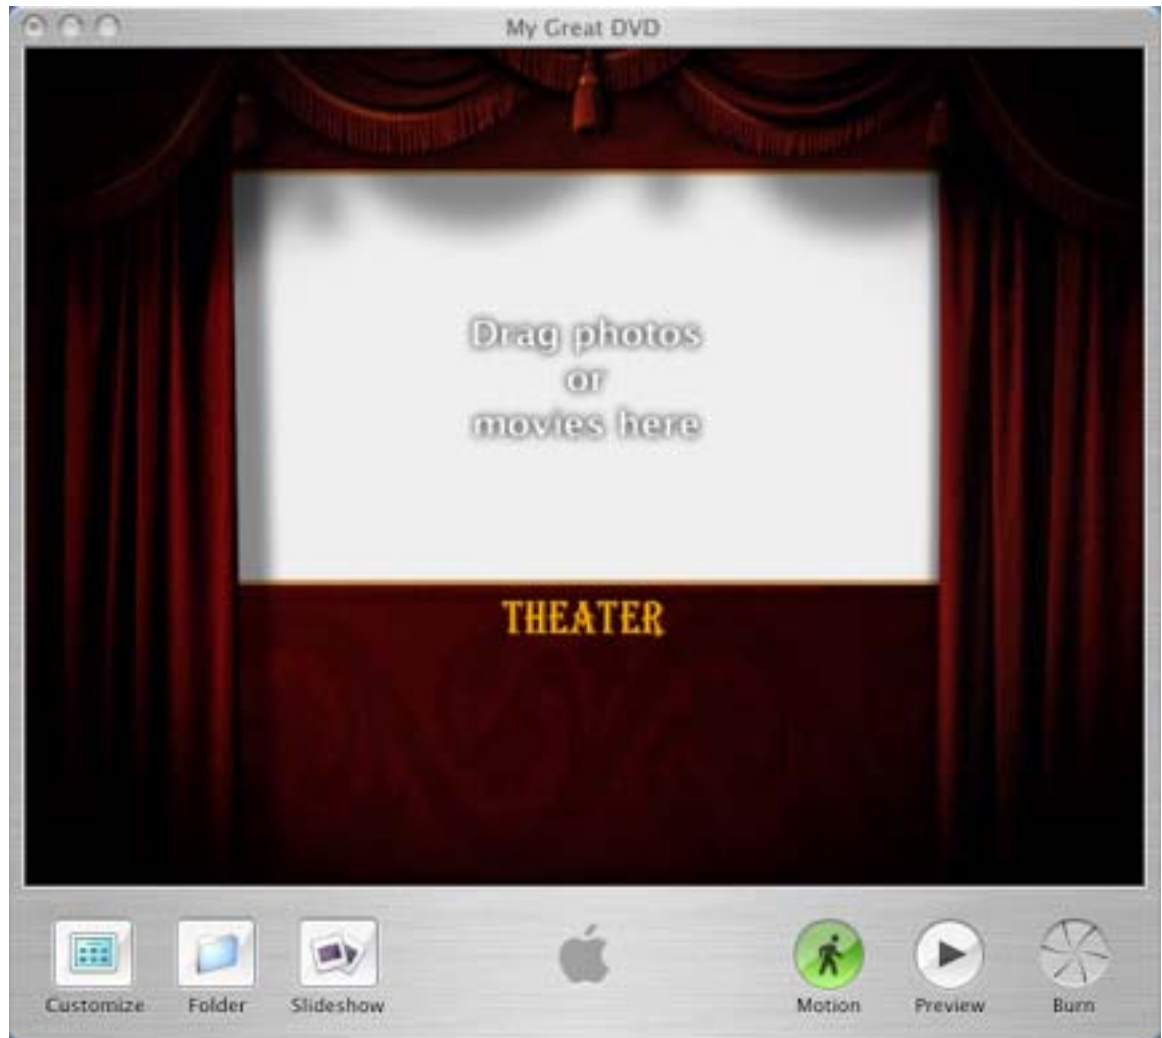 My Great DVD
Drag photos
or
movies here
THEATER
Customize
Folder
Slideshow
Motion
Preview
Burn